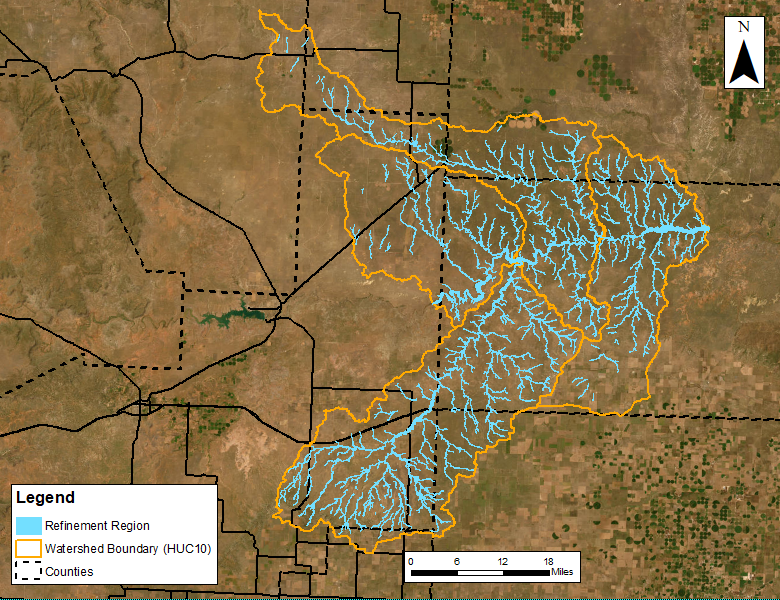 N
Legend
Refinement Region
Watershed Boundary (HUC10)
Counties
0 6 12 18
Miles